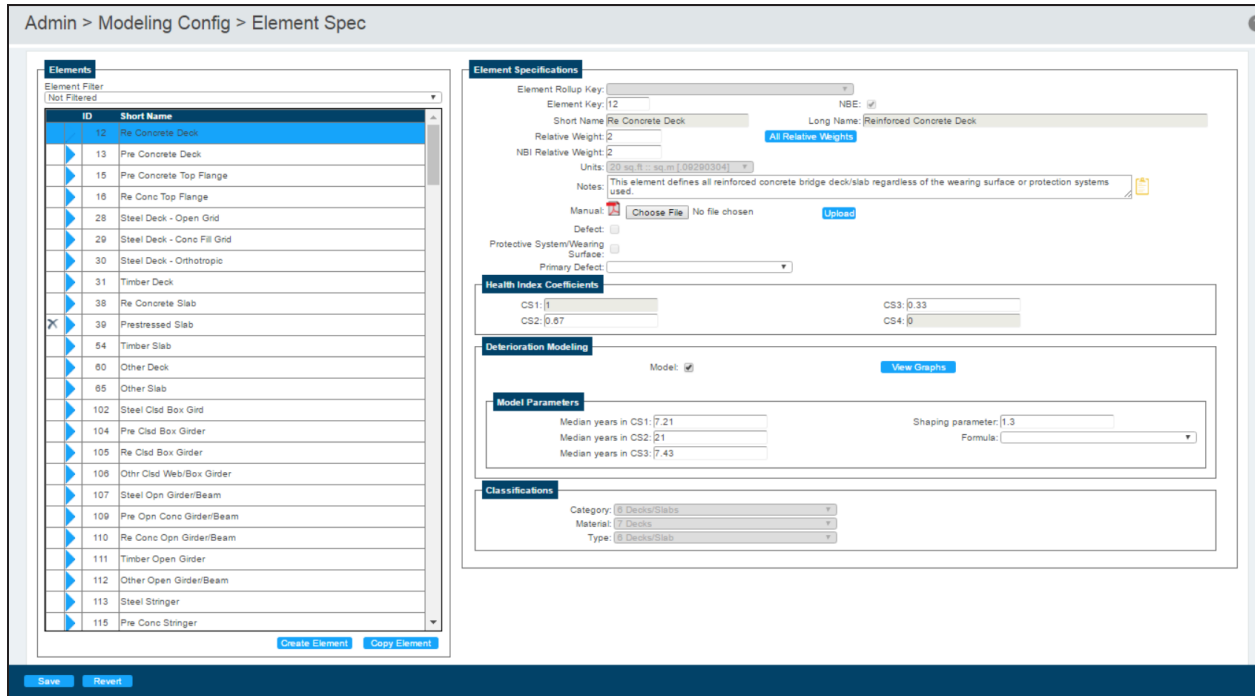 Admin > Modeling Config > Element Spec
Elements
Element Filter
Not Filtered
ID Short Name
12 Re Concrete Deck
13 Pre Concrete Deck
15 Pre Concrete Top Flange
16 Re Conc Top Flange
28 Steel Deck - Open Grid
29 Steel Deck - Conc Fill Grid
30 Steel Deck - Orthotropic
31 Timber Deck
38 Re Concrete Slab
39 Prestressed Slab
54 Timber Slab
60 Other Deck
65 Other Slab
102 Steel Clsd Box Gird
104 Pre Clsd Box Girder
105 Re Clsd Box Girder
106 Othr Clsd Web/Box Girder
107 Steel Opn Girder/Beam
109 Pre Opn Conc Girder/Beam
110 Re Conc Opn Girder/Beam
111 Timber Open Girder
112 Other Open Girder/Beam
113 Steel Stringer
115 Pre Conc Stringer
Create Element Copy Element
Element Specifications
Element Rollup Key:
Element Key: 12 NBE:
Short Name Re Concrete Deck Long Name: Reinforced Concrete Deck
Relative Weight: 2 All Relative Weights
NBI Relative Weight: 2
Units: 20 sq.ft :: sq.m [.09290304]
Notes: This element defines all reinforced concrete bridge deck/slab regardless of the wearing surface or protection systems
used.
Manual: Choose File No file chosen Upload
Defect:
Protective System/Wearing
Surface:
Primary Defect:
Health Index Coefficients
CS1: 1 CS3: 0.33
CS2: 0.67 CS4: 0
Deterioration Modeling
Model: View Graphs
Model Parameters
Median years in CS1: 7.21 Shaping parameter: 1.3
Median years in CS2: 21 Formula:
Median years in CS3: 7.43
Classifications
Category: 6 Decks/Slabs
Material: 7 Decks
Type: 6 Decks/Slab
Save Revert